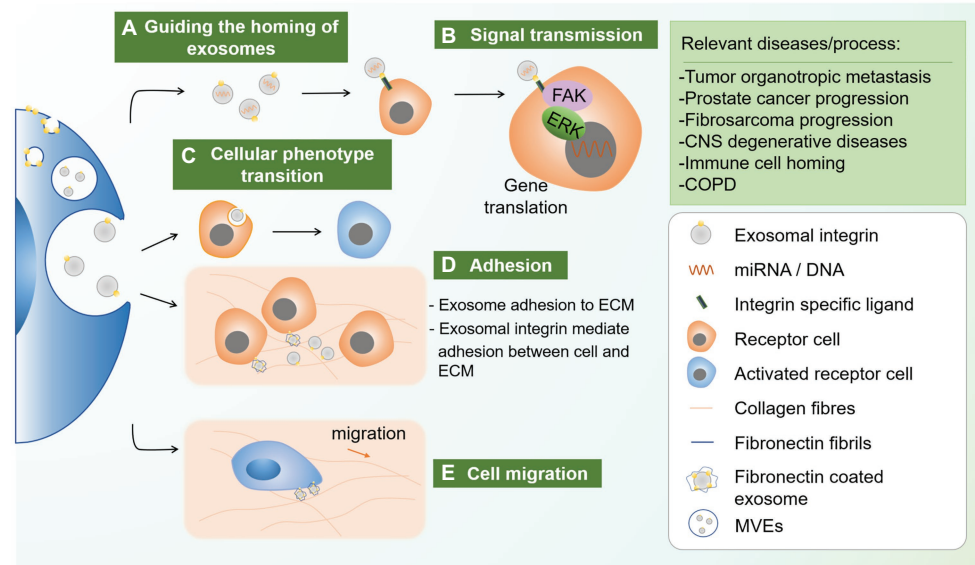 A Guiding the homing of
exosomes
B Signal transmission
FAK
ERK
Gene
translation
C Cellular phenotype
transition
D Adhesion
- Exosome adhesion to ECM
- Exosomal integrin mediate
adhesion between cell and
ECM
migration
E Cell migration
Relevant diseases/process:
-Tumor organotropic metastasis
-Prostate cancer progression
-Fibrosarcoma progression
-CNS degenerative diseases
-Immune cell homing
-COPD
Exosomal integrin
miRNA / DNA
Integrin specific ligand
Receptor cell
Activated receptor cell
Collagen fibres
Fibronectin fibrils
Fibronectin coated
exosome
MVEs